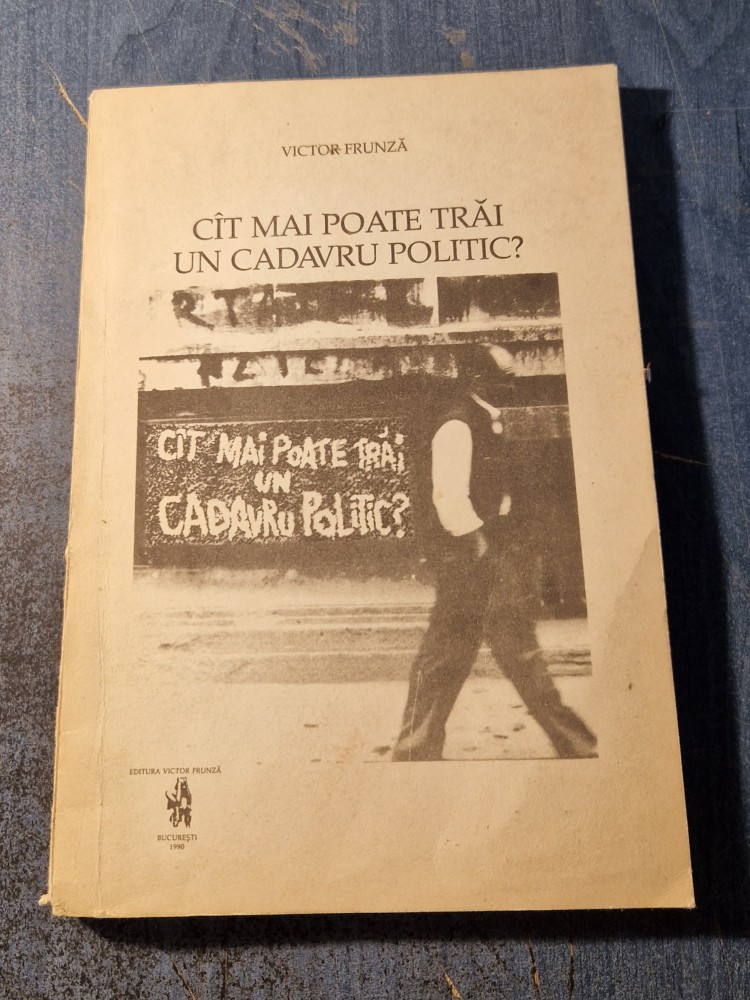 VICTOR FRUNZĂ
CÎT MAI POATE TRĂI
UN CADAVRU POLITIC?
CÎT MAI POATE TRĂI
UN
CADAVRU POLITIC?
EDITURA VICTOR FRUNZĂ
BUCUREȘTI
1990